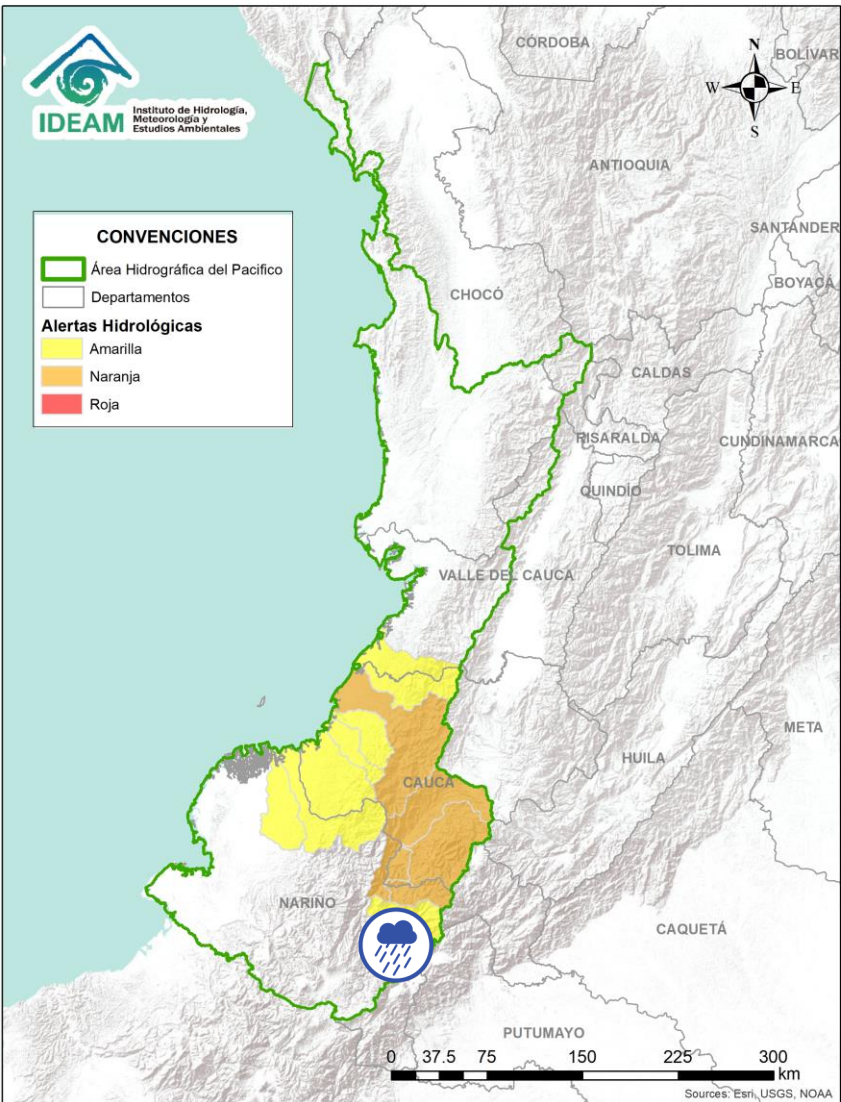 IDEAM
Instituto de Hidrología,
Meteorología y
Estudios Ambientales
N
W
E
S
CONVENCIONES
Área Hidrográfica del Pacifico
Departamentos
Alertas Hidrológicas
Amarilla
Naranja
Roja
CÓRDOBA
BOLÍVAR
ANTIOQUIA
SANTANDER
BOYACÁ
CHOCÓ
CALDAS
RISARALDA
CUNDINAMARCA
QUINDÍO
TOLIMA
VALLE DEL CAUCA
META
HUILA
CAUCA
NARIÑO
CAQUETÁ
PUTUMAYO
0 37.5 75 150 225 300
km
Sources: Esri, USGS, NOAA